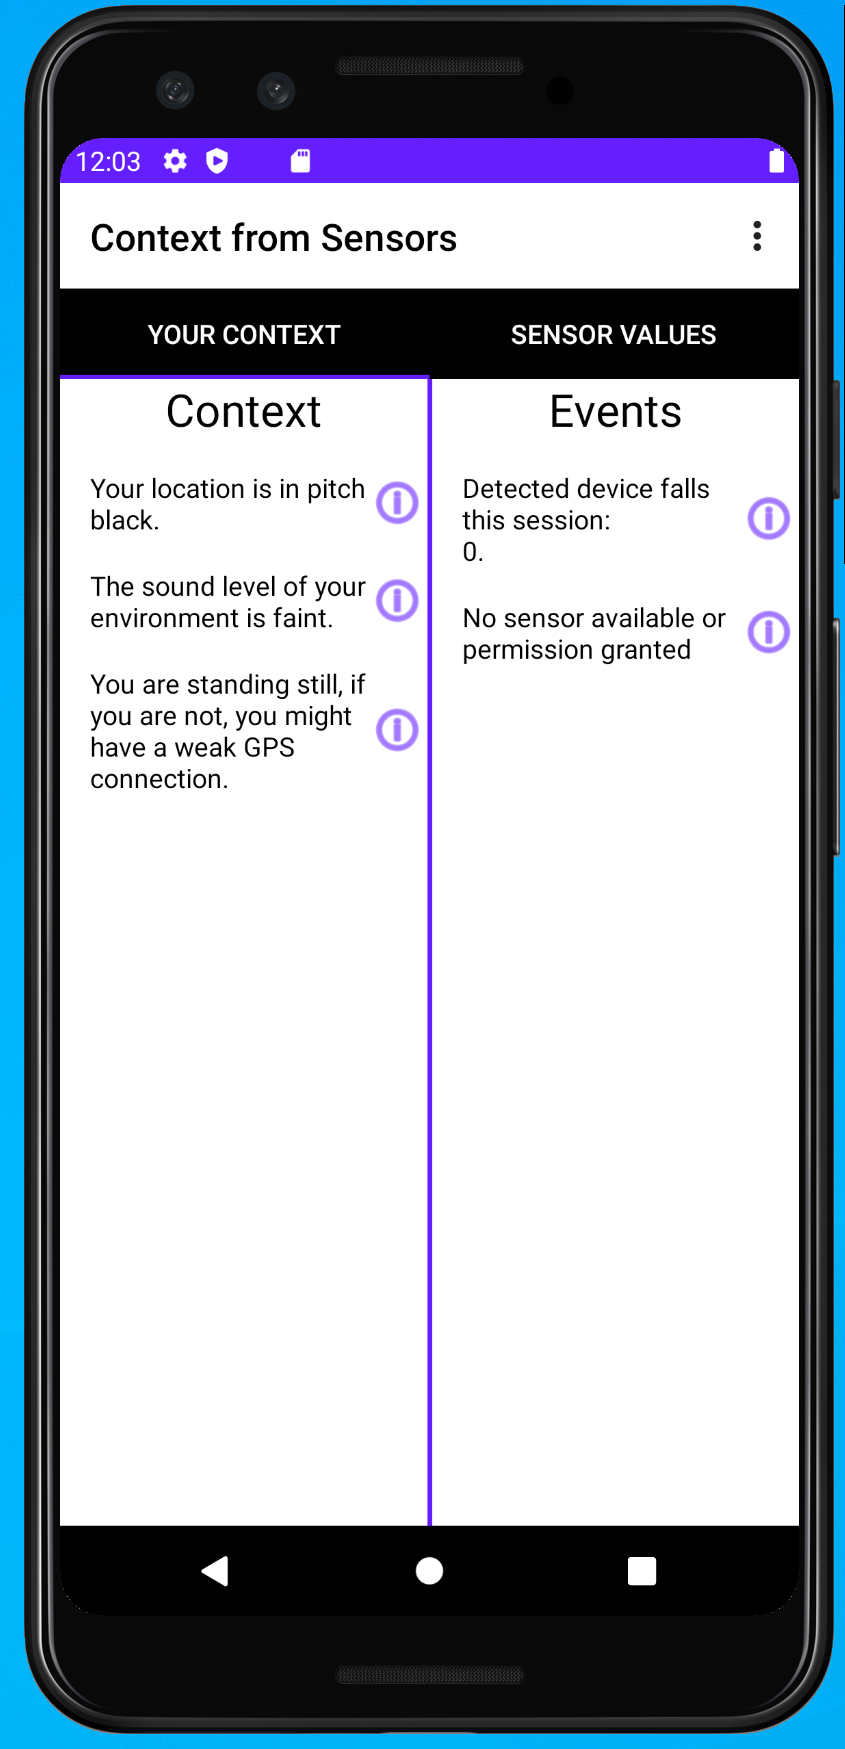 12:03
Context from Sensors
YOUR CONTEXT
SENSOR VALUES
Context
Your location is in pitch
black.
The sound level of your
environment is faint.
You are standing still, if
you are not, you might
have a weak GPS
connection.
Events
Detected device falls
this session:
0.
No sensor available or
permission granted